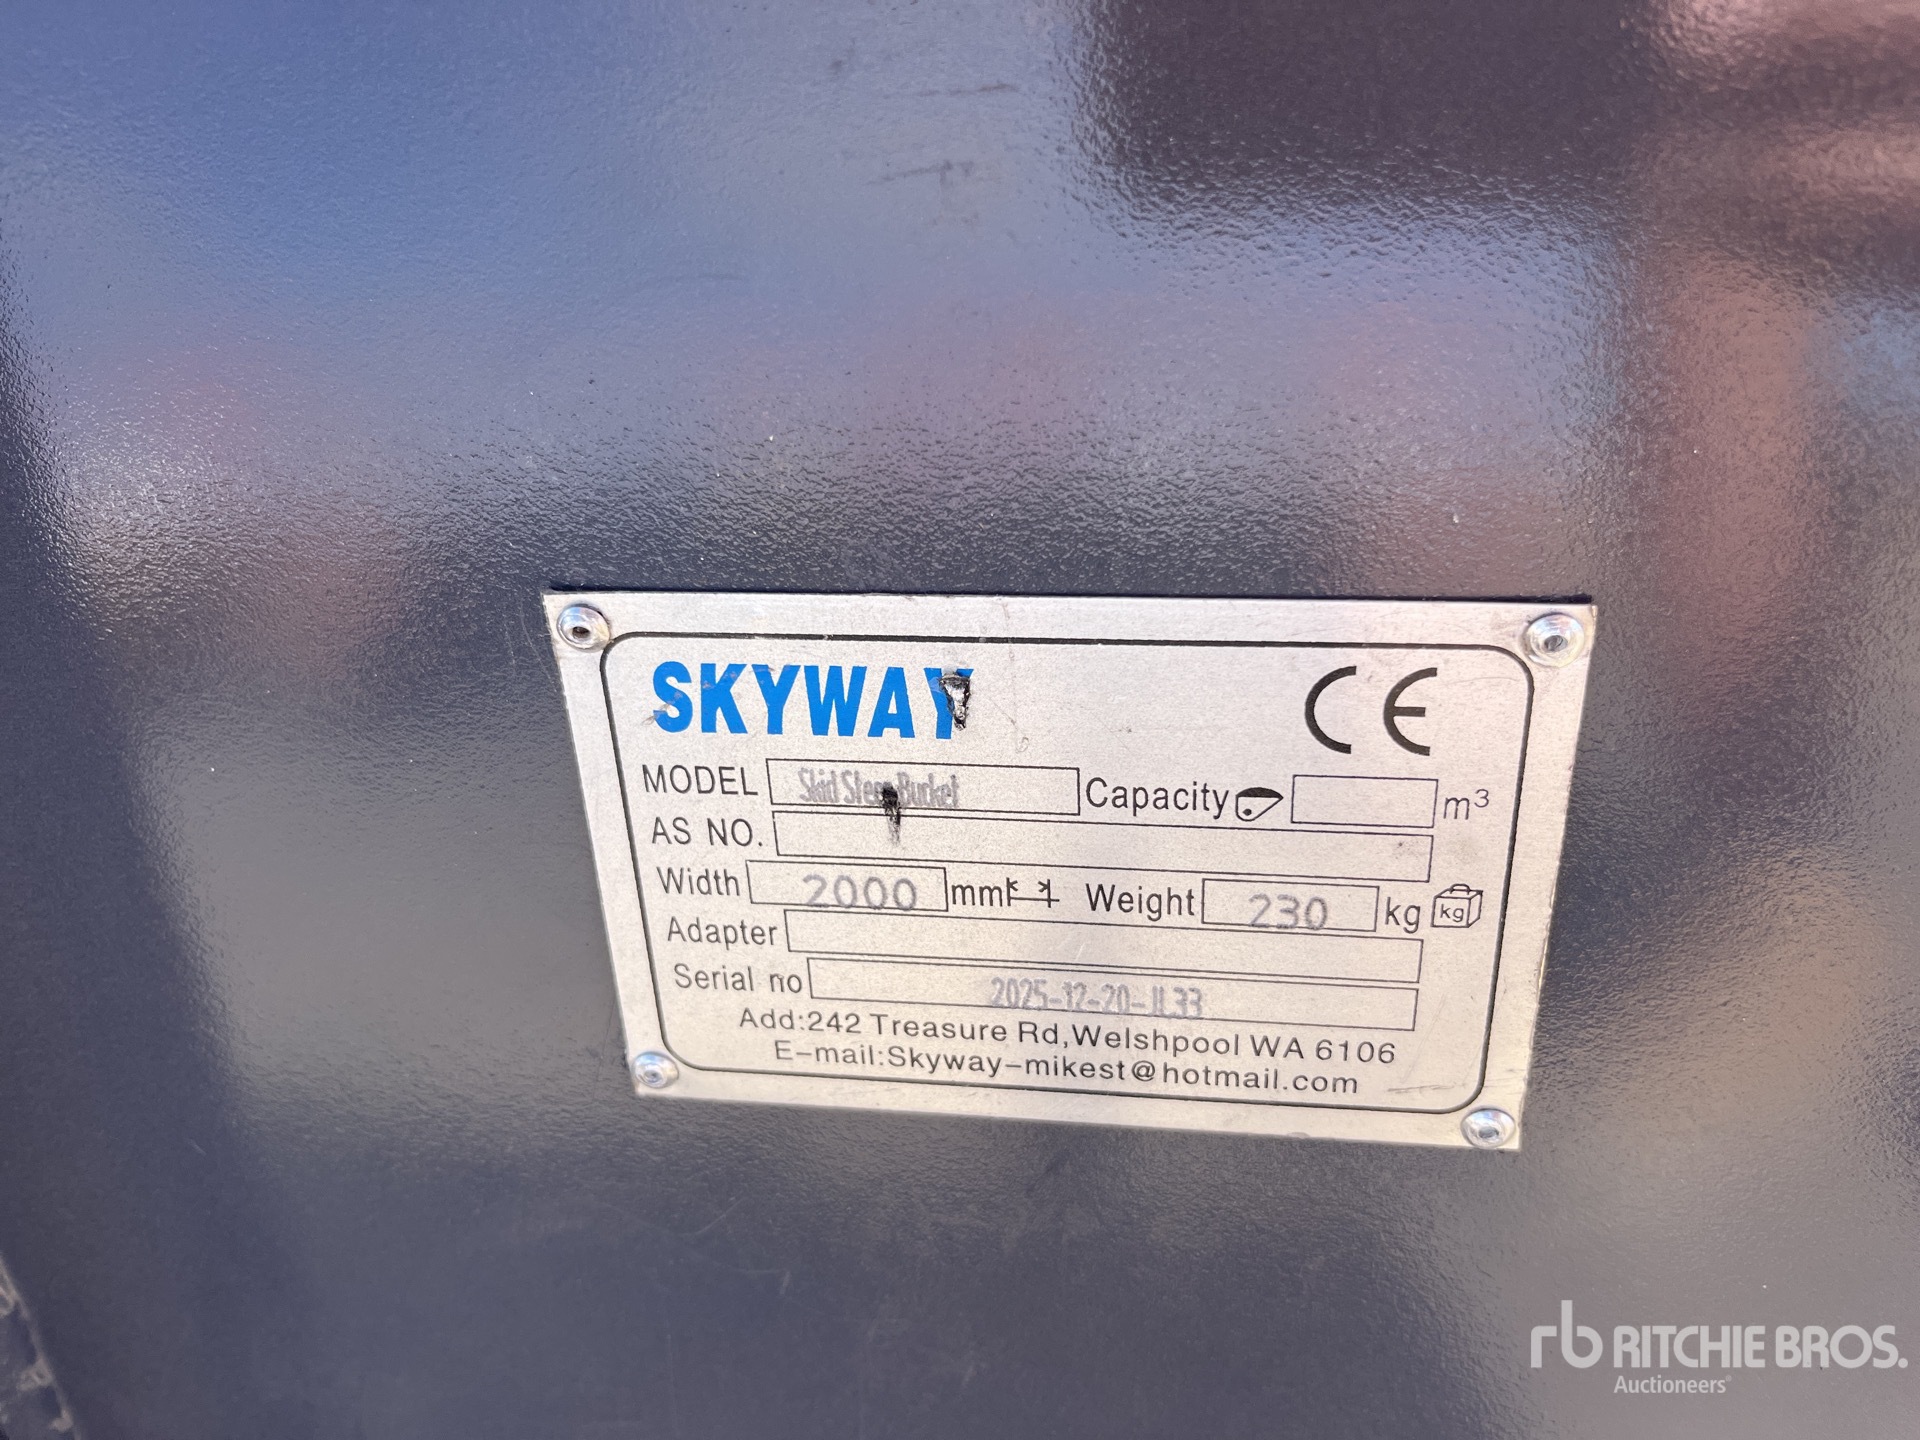 SKYWAY CE
MODEL Skid Steer Bucket Capacity m³
AS NO.
Width 2000 mm Weight 230 kg kg
Adapter
Serial no 2025-12-20-JL33
Add:242 Treasure Rd,Welshpool WA 6106
E-mail:Skyway-mikest@hotmail.com
rb RITCHIE BROS.
Auctioneers